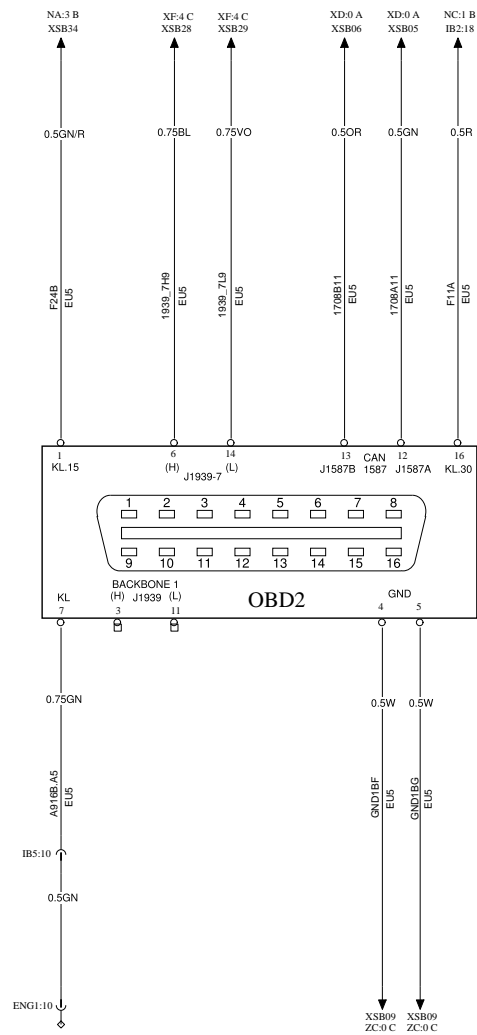 NA:3 B XF:4 C XF:4 C XD:0 A XD:0 A NC:1 B
XSB34 XSB28 XSB29 XSB06 XSB05 IB2:18
0.5GN/R 0.75BL 0.75VO 0.5OR 0.5GN 0.5R
F24B 1939_7H9 1939_7L9 1708B11 1708A11 F11A
EU5 EU5 EU5 EU5 EU5 EU5
1 6 14 13 12 16
KL.15 (H) J1939-7 (L) J1587B CAN 1587 J1587A KL.30
1 2 3 4 5 6 7 8
9 10 11 12 13 14 15 16
BACKBONE 1
KL (H) J1939 (L) OBD2 GND
7 3 11 4 5
0.75GN 0.5W 0.5W
A916B.A5 GND1BF GND1BG
EU5 EU5 EU5
IB5:10
0.5GN
ENG1:10
XSB09 XSB09
ZC:0 C ZC:0 C